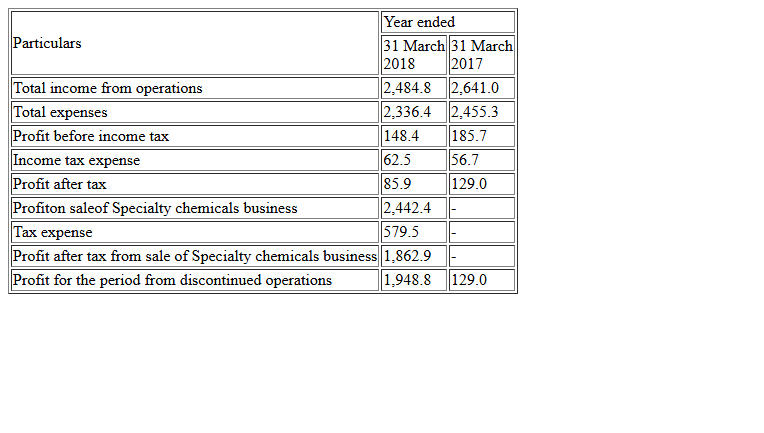 Particulars
Year ended
31 March 2018
31 March 2017
Total income from operations 2,484.8 2,641.0
Total expenses 2,336.4 2,455.3
Profit before income tax 148.4 185.7
Income tax expense 62.5 56.7
Profit after tax 85.9 129.0
Profiton saleof Specialty chemicals business 2,442.4 -
Tax expense 579.5 -
Profit after tax from sale of Specialty chemicals business 1,862.9 -
Profit for the period from discontinued operations 1,948.8 129.0